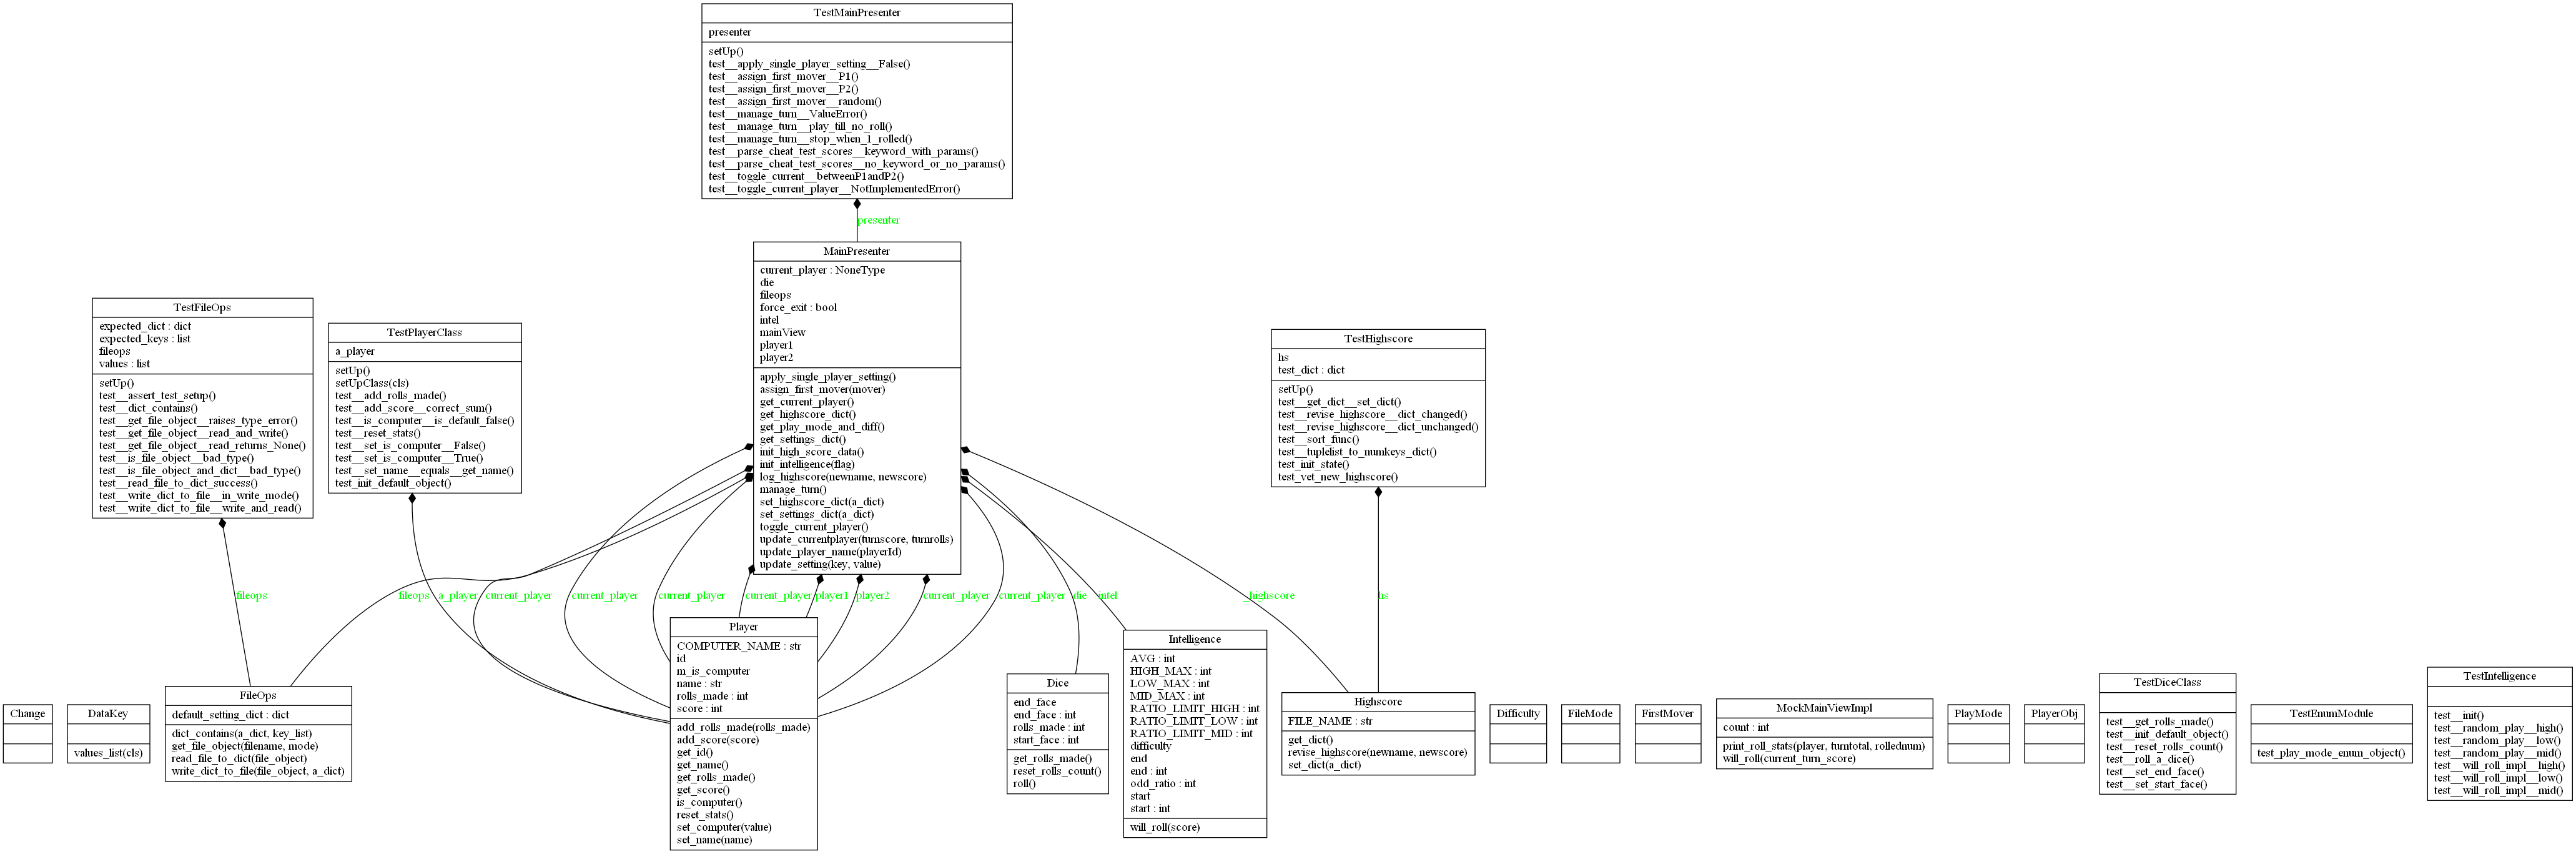 TestMainPresenter
presenter
setUp()
test__apply_single_player_setting__False()
test__assign_first_mover__P1()
test__assign_first_mover__P2()
test__assign_first_mover__random()
test__manage_turn__ValueError()
test__manage_turn__play_till_no_roll()
test__manage_turn__stop_when_1_rolled()
test__parse_cheat_test_scores__keyword_with_params()
test__parse_cheat_test_scores__no_keyword_or_no_params()
test__toggle_current__betweenP1andP2()
test__toggle_current_player__NotImplementedError()
presenter
MainPresenter
current_player : NoneType
die
fileops
force_exit : bool
intel
mainView
player1
player2
apply_single_player_setting()
assign_first_mover(mover)
get_current_player()
get_highscore_dict()
get_play_mode_and_diff()
get_settings_dict()
init_high_score_data()
init_intelligence(flag)
log_highscore(newname, newscore)
manage_turn()
set_highscore_dict(a_dict)
set_settings_dict(a_dict)
toggle_current_player()
update_currentplayer(turnscore, turnrolls)
update_player_name(playerId)
update_setting(key, value)
TestFileOps
expected_dict : dict
expected_keys : list
fileops
values : list
setUp()
test__assert_test_setup()
test__dict_contains()
test__get_file_object__raises_type_error()
test__get_file_object__read_and_write()
test__get_file_object__read_returns_None()
test__is_file_object__bad_type()
test__is_file_object_and_dict__bad_type()
test__read_file_to_dict_success()
test__write_dict_to_file__in_write_mode()
test__write_dict_to_file__write_and_read()
TestPlayerClass
a_player
setUp()
setUpClass(cls)
test__add_rolls_made()
test__add_score__correct_sum()
test__is_computer__is_default_false()
test__reset_stats()
test__set_is_computer__False()
test__set_is_computer__True()
test__set_name__equals__get_name()
test_init_default_object()
TestHighscore
hs
test_dict : dict
setUp()
test__get_dict__set_dict()
test__revise_highscore__dict_changed()
test__revise_highscore__dict_unchanged()
test__sort_func()
test__tuplelist_to_numkeys_dict()
test_init_state()
test_vet_new_highscore()
fileops
fileops
a_player
current_player
current_player
current_player
current_player
player1
player2
current_player
current_player
die
intel
_highscore
hs
Change
DataKey
values_list(cls)
FileOps
default_setting_dict : dict
dict_contains(a_dict, key_list)
get_file_object(filename, mode)
read_file_to_dict(file_object)
write_dict_to_file(file_object, a_dict)
Player
COMPUTER_NAME : str
id
m_is_computer
name : str
rolls_made : int
score : int
add_rolls_made(rolls_made)
add_score(score)
get_id()
get_name()
get_rolls_made()
get_score()
is_computer()
reset_stats()
set_computer(value)
set_name(name)
Dice
end_face
end_face : int
rolls_made : int
start_face : int
get_rolls_made()
reset_rolls_count()
roll()
Intelligence
AVG : int
HIGH_MAX : int
LOW_MAX : int
MID_MAX : int
RATIO_LIMIT_HIGH : int
RATIO_LIMIT_LOW : int
RATIO_LIMIT_MID : int
difficulty
end
end : int
odd_ratio : int
start
start : int
will_roll(score)
Highscore
FILE_NAME : str
get_dict()
revise_highscore(newname, newscore)
set_dict(a_dict)
Difficulty
FileMode
FirstMover
MockMainViewImpl
count : int
print_roll_stats(player, turntotal, rollednum)
will_roll(current_turn_score)
PlayMode
PlayerObj
TestDiceClass
test__get_rolls_made()
test__init_default_object()
test__reset_rolls_count()
test__roll_a_dice()
test__set_end_face()
test__set_start_face()
TestEnumModule
test_play_mode_enum_object()
TestIntelligence
test__init()
test__random_play__high()
test__random_play__low()
test__random_play__mid()
test__will_roll_impl__high()
test__will_roll_impl__low()
test__will_roll_impl__mid()